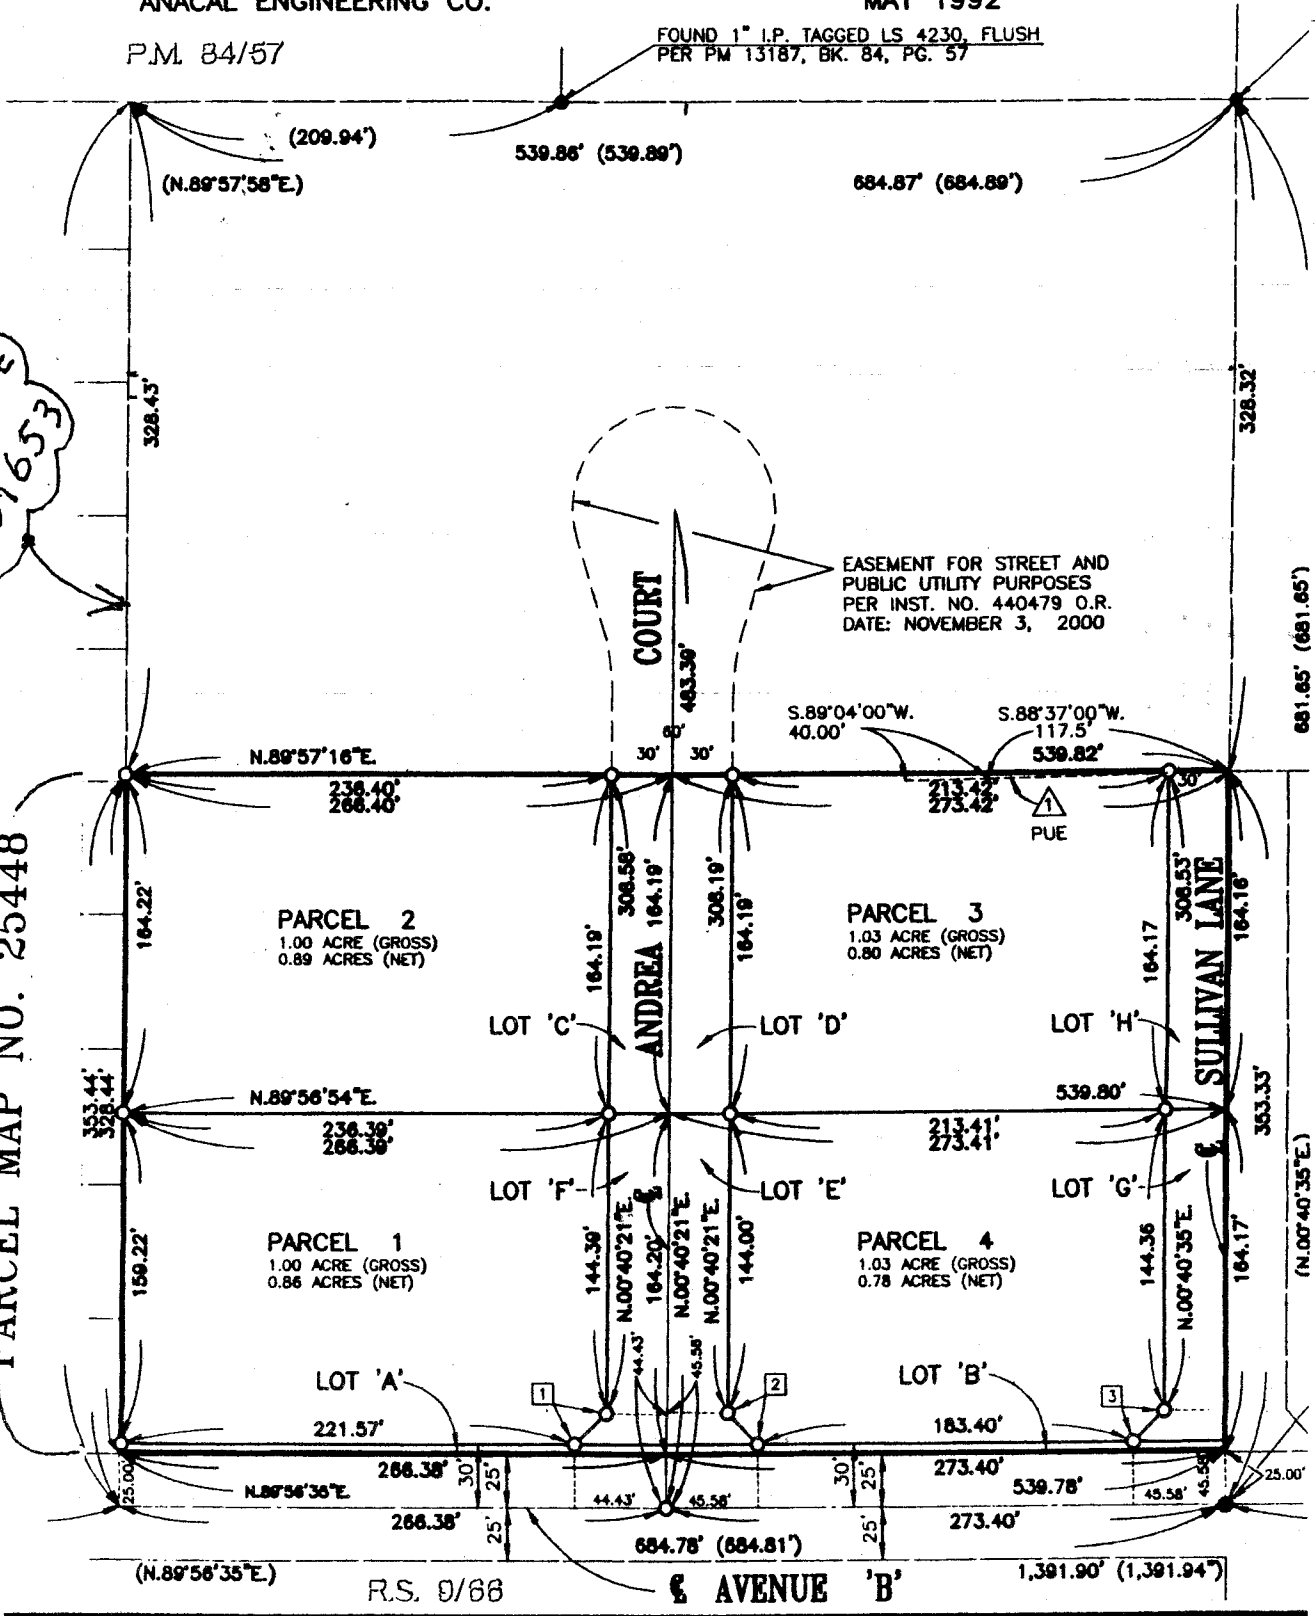 ANACAL ENGINEERING CO.
MAY 1992
P.M. 84/57
FOUND 1" I.P. TAGGED LS 4230, FLUSH
PER PM 13187, BK. 84, PG. 57
(209.94')
539.86' (539.89')
(N.89°57'58"E.)
684.87' (684.89')
328.43'
328.32'
7653
EASEMENT FOR STREET AND
PUBLIC UTILITY PURPOSES
PER INST. NO. 440479 O.R.
DATE: NOVEMBER 3, 2000
COURT
483.39'
681.65' (681.65')
S.89°04'00"W.
40.00'
S.88°37'00"W.
117.5'
60'
30'
30'
539.82'
N.89°57'16"E.
236.40'
266.40'
213.42'
273.42'
30'
1
PUE
PARCEL MAP NO. 25448
164.22'
308.58'
164.19'
308.19'
308.53'
164.16'
PARCEL 2
1.00 ACRE (GROSS)
0.89 ACRES (NET)
PARCEL 3
1.03 ACRE (GROSS)
0.80 ACRES (NET)
164.19'
164.19'
164.17
ANDREA
SULLIVAN LANE
LOT 'C'
LOT 'D'
LOT 'H'
353.44'
328.44'
N.89°56'54"E.
539.80'
353.33'
236.39'
266.39'
213.41'
273.41'
LOT 'F'
LOT 'E'
LOT 'G'
℄
℄
(N.00°40'35"E.)
PARCEL 1
1.00 ACRE (GROSS)
0.86 ACRES (NET)
PARCEL 4
1.03 ACRE (GROSS)
0.78 ACRES (NET)
159.22'
144.39'
N.00°40'21"E.
164.20'
N.00°40'21"E.
N.00°40'21"E.
144.00'
144.36
N.00°40'35"E.
164.17'
44.43'
45.58'
LOT 'A'
1
2
LOT 'B'
3
221.57'
183.40'
266.38'
30'
25'
30'
25'
273.40'
25.00'
N.89°56'35"E.
539.78'
45.58'
25.00'
44.43'
45.58'
45.58'
266.38'
273.40'
25'
684.78' (684.81')
25'
(N.89°56'35"E.)
R.S. 9/68
℄ AVENUE 'B'
1,391.90' (1,391.94')